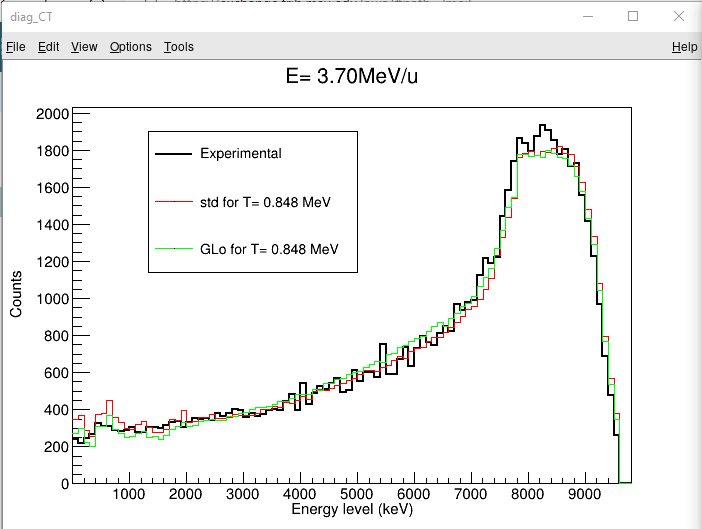 diag_CT
File Edit View Options Tools Help
E= 3.70MeV/u
Experimental
std for T= 0.848 MeV
GLo for T= 0.848 MeV
Counts
2000
1800
1600
1400
1200
1000
800
600
400
200
0
1000 2000 3000 4000 5000 6000 7000 8000 9000
Energy level (keV)